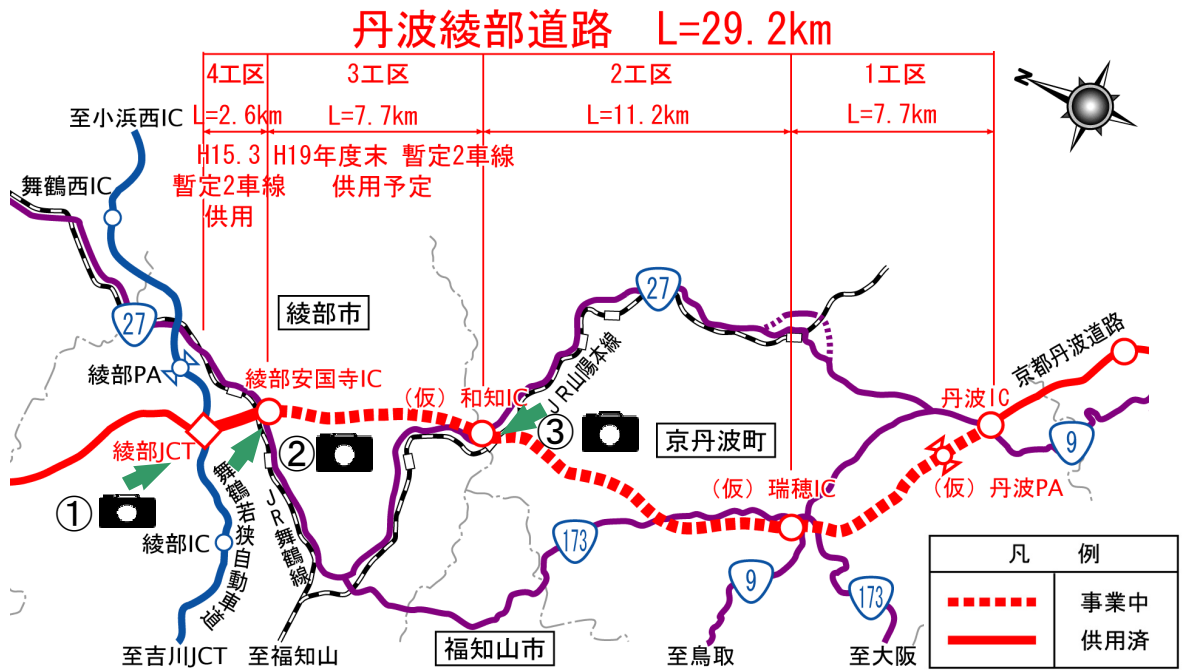 丹波綾部道路 L=29.2km
4工区
3工区
2工区
1工区
L=2.6km
L=7.7km
L=11.2km
L=7.7km
H15.3
暫定2車線
供用
H19年度末 暫定2車線
供用予定
N
至小浜西IC
舞鶴西IC
27
綾部市
27
綾部PA
綾部安国寺IC
(仮) 和知IC
JR山陽本線
丹波IC
京都丹波道路
綾部JCT
②
③
京丹波町
9
①
舞鶴若狭自動車道
JR舞鶴線
(仮) 瑞穂IC
(仮) 丹波PA
綾部IC
173
9
173
凡 例
事業中
供用済
至吉川JCT
至福知山
福知山市
至鳥取
至大阪